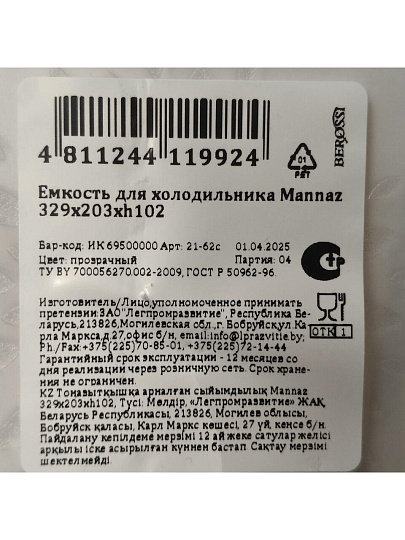 4 811244 119924
01
PET
BEROSSI
Емкость для холодильника Mannaz
329x203xh102
Вар-код: ИК69500000 Арт: 21-62с 01.04.2025
Цвет: прозрачный Партия: 04
ТУ BY 700056270.002-2009, ГОСТ Р 50962-96
Изготовитель/Лицо,уполномоченное принимать
претензии:ЗАО"Легпромразвитие", Республика Бе-
ларусь,213826,Могилевская обл.,г. Бобруйск,ул.Ка-
рла Маркса,д.27,офис б/н, email:info@lprazvitie.by;
Ph./Fax:+375(225)70-85-01,+375(225)72-14-44
ОТК 1
Гарантийный срок эксплуатации - 12 месяцев со
дня реализации через розничную сеть. Срок хране-
ния не ограничен.
KZ Тоңазытқышқа арналған сыйымдылық Mannaz
329x203xh102, Түсі: Мөлдір, «Легпромразвитие» ЖАҚ
Беларусь Республикасы, 213826, Могилев облысы,
Бобруйск қаласы, Карл Маркс көшесі, 27 үй, кеңсе б/н.
Пайдалану кепілдеме мерзімі 12 ай жеке сатулар желісі
арқылы іске асырылған күннен бастап. Сақтау мерзімі
шектелмейді.